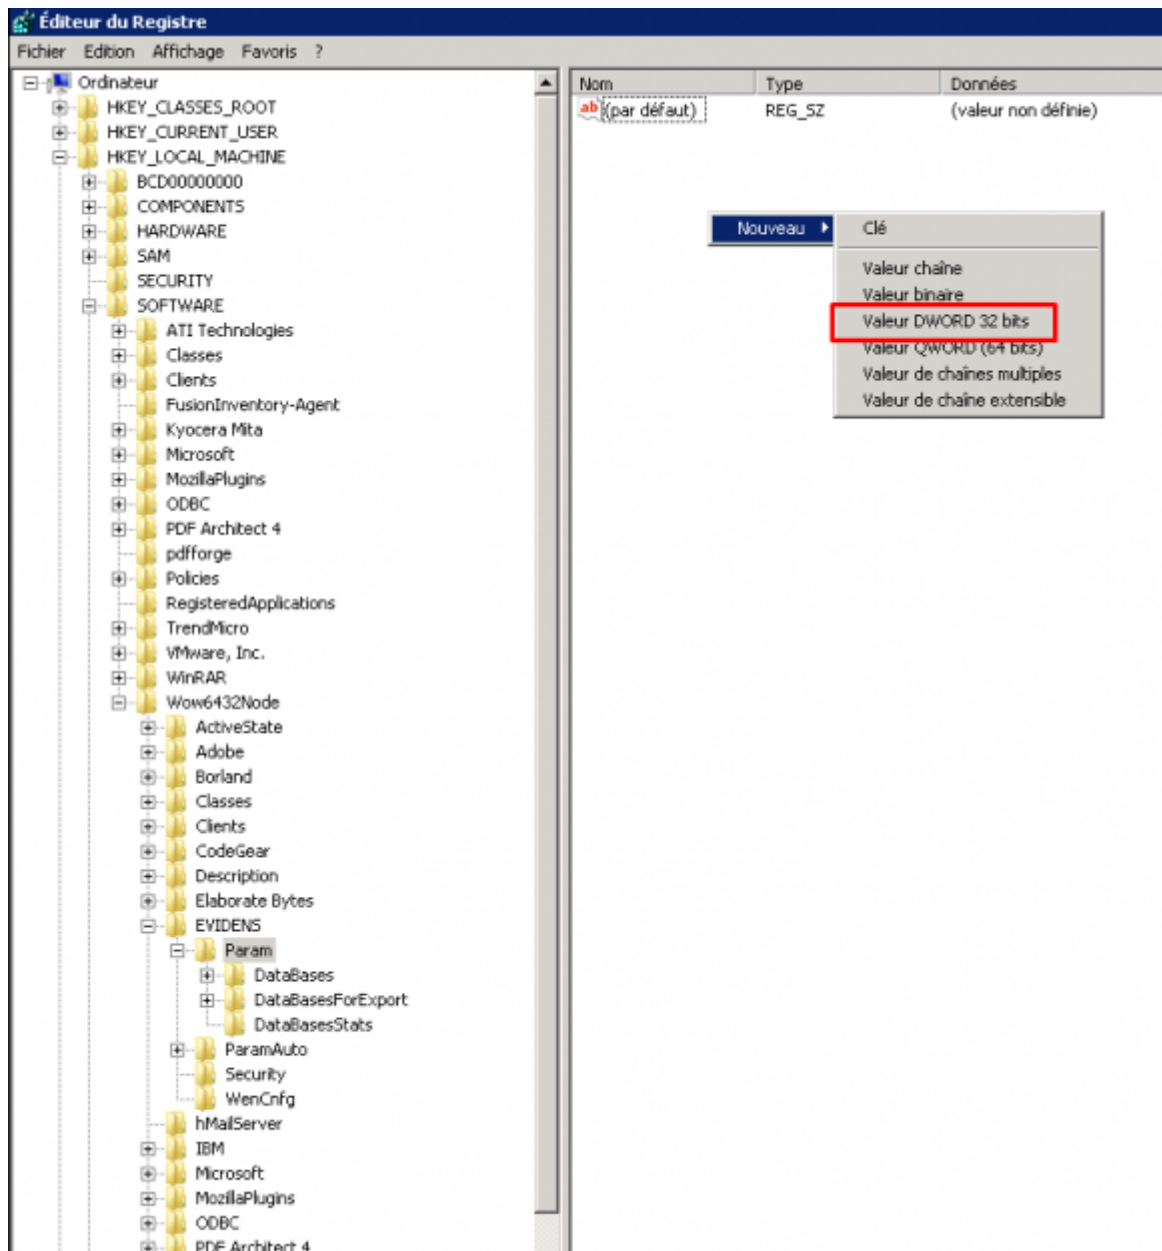 Éditeur du Registre
Fichier Edition Affichage Favoris ?
Ordinateur
HKEY_CLASSES_ROOT
HKEY_CURRENT_USER
HKEY_LOCAL_MACHINE
BCD00000000
COMPONENTS
HARDWARE
SAM
SECURITY
SOFTWARE
ATI Technologies
Classes
Clients
FusionInventory-Agent
Kyocera Mita
Microsoft
MozillaPlugins
ODBC
PDF Architect 4
pdfforge
Policies
RegisteredApplications
TrendMicro
VMware, Inc.
WinRAR
Wow6432Node
ActiveState
Adobe
Borland
Classes
Clients
CodeGear
Description
Elaborate Bytes
EVIDENS
Param
DataBases
DataBasesForExport
DataBasesStats
ParamAuto
Security
WenCnfg
hMailServer
IBM
Microsoft
MozillaPlugins
ODBC
PDF Architect 4
Nom Type Données
ab (par défaut) REG_SZ (valeur non définie)
Nouveau
Clé
Valeur chaîne
Valeur binaire
Valeur DWORD 32 bits
Valeur QWORD (64 bits)
Valeur de chaînes multiples
Valeur de chaîne extensible